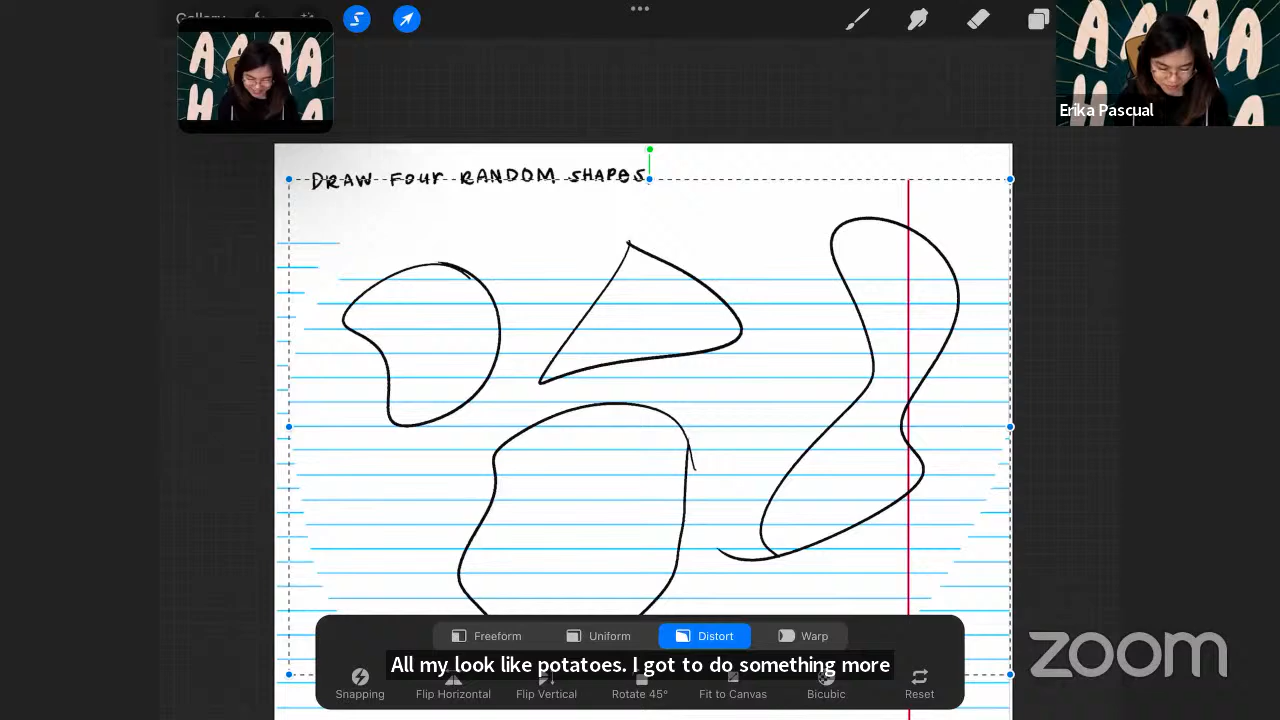 Gallery
A A A A
H A
A A A A
H A
Erika Pascual
DRAW FOUR RANDOM SHAPES
Freeform Uniform Distort Warp
All my look like potatoes. I got to do something more
Snapping Flip Horizontal Flip Vertical Rotate 45° Fit to Canvas Bicubic Reset
zoom